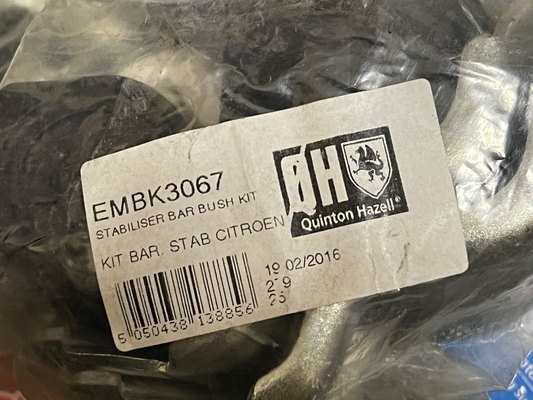 EMBK3067
STABILISER BAR BUSH KIT
KIT BAR, STAB CITROEN
QH
Quinton Hazell®
19 02/2016
5 050438 138856